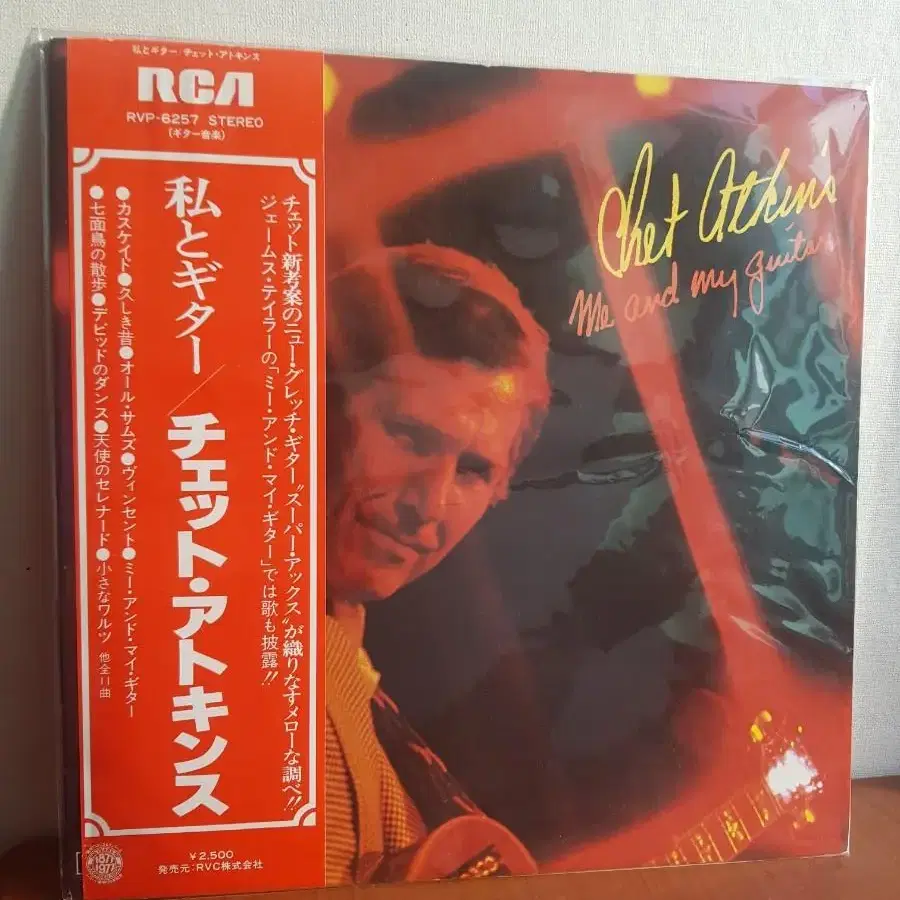 私とギター/チェット・アトキンス
RCA
RVP-6257 STEREO
(ギター音楽)
チェット新考案のニュー・グレッチ・ギター“スーパー・アックス”が織りなすメローな調べ!!
ジェームス・テイラーの「ミー・アンド・マイ・ギター」では歌も披露!!
私とギター/チェット・アトキンス
●カスケイド●久しき昔●オール・サムズ●ヴィンセント●ミー・アンド・マイ・ギター
●七面鳥の散歩●デビッドのダンス●天使のセレナード●小さなワルツ 他全11曲
¥2,500
発売元:RVC株式会社
1877
1977
Chet Atkins
Me and my guitar